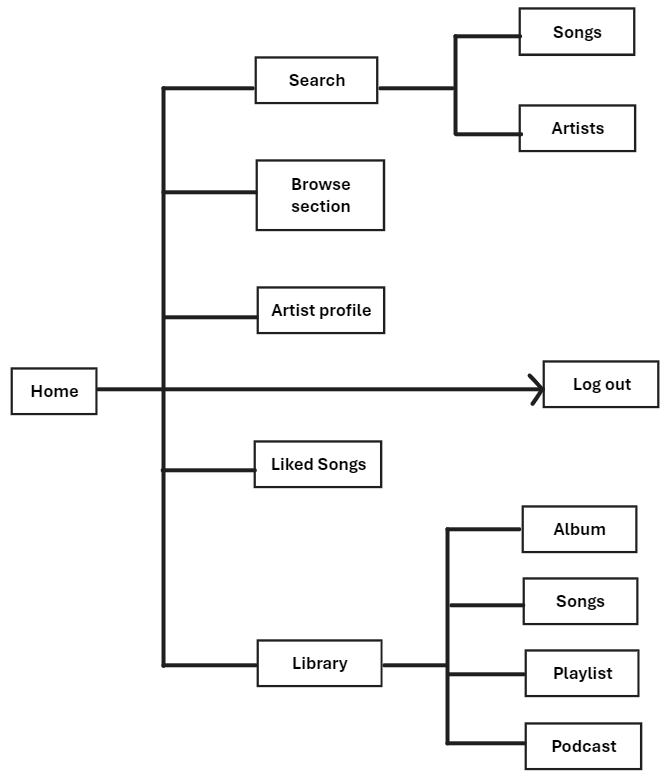 Songs
Search
Artists
Browse
section
Artist profile
Home
Log out
Liked Songs
Album
Songs
Library
Playlist
Podcast